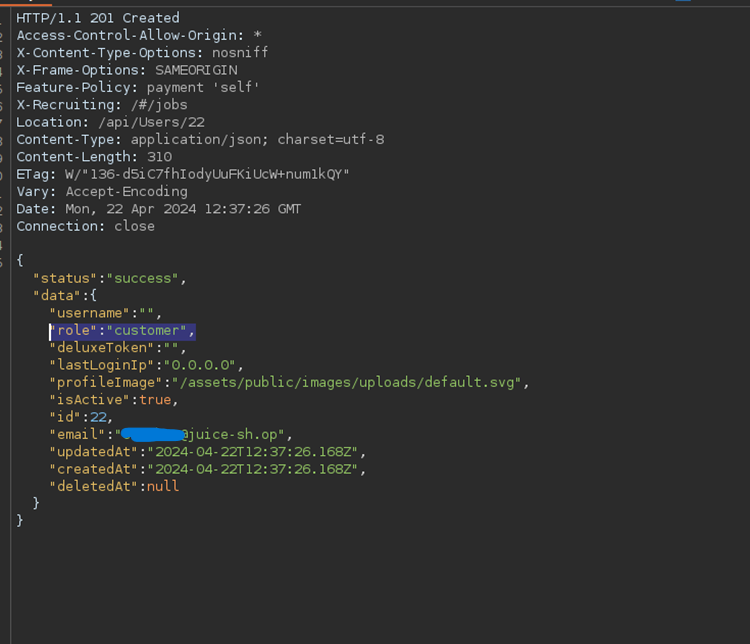 HTTP/1.1 201 Created
Access-Control-Allow-Origin: *
X-Content-Type-Options: nosniff
X-Frame-Options: SAMEORIGIN
Feature-Policy: payment 'self'
X-Recruiting: /#/jobs
Location: /api/Users/22
Content-Type: application/json; charset=utf-8
Content-Length: 310
ETag: W/"136-d5iC7fhIodyUuFKiUcW+num1kQY"
Vary: Accept-Encoding
Date: Mon, 22 Apr 2024 12:37:26 GMT
Connection: close
{
"status":"success",
"data":{
"username":"",
"role":"customer",
"deluxeToken":"",
"lastLoginIp":"0.0.0.0",
"profileImage":"/assets/public/images/uploads/default.svg",
"isActive":true,
"id":22,
"email":"@juice-sh.op",
"updatedAt":"2024-04-22T12:37:26.168Z",
"createdAt":"2024-04-22T12:37:26.168Z",
"deletedAt":null
}
}